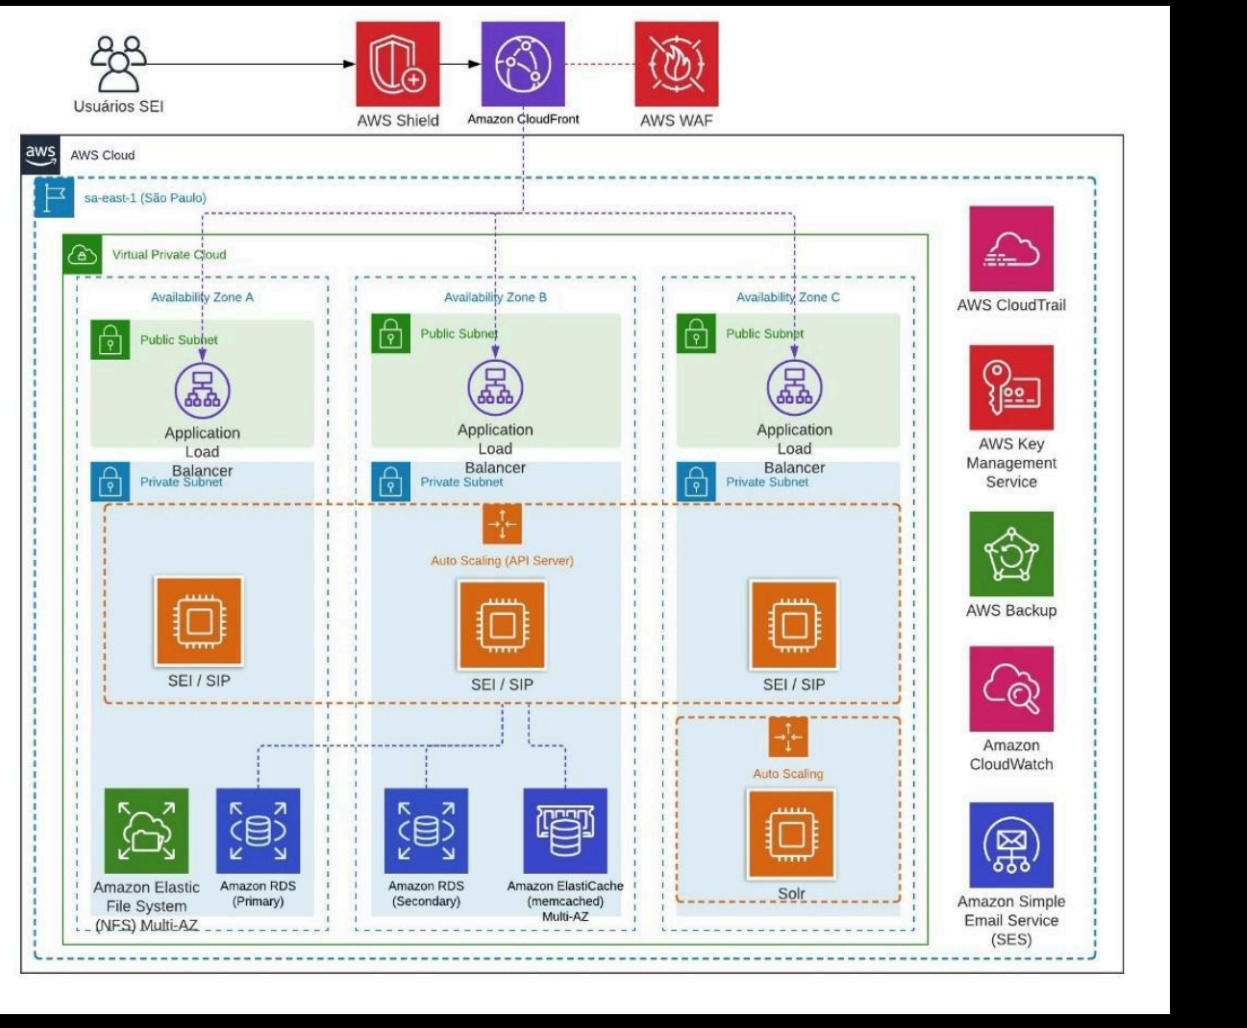 Usuários SEI
AWS Shield
Amazon CloudFront
AWS WAF
aws
AWS Cloud
sa-east-1 (São Paulo)
Virtual Private Cloud
Availability Zone A
Availability Zone B
Availability Zone C
Public Subnet
Public Subnet
Public Subnet
Application
Load
Balancer
Application
Load
Balancer
Application
Load
Balancer
Private Subnet
Private Subnet
Private Subnet
Auto Scaling (API Server)
SEI / SIP
SEI / SIP
SEI / SIP
Auto Scaling
Solr
Amazon Elastic
File System
(NFS) Multi-AZ
Amazon RDS
(Primary)
Amazon RDS
(Secondary)
Amazon ElastiCache
(memcached)
Multi-AZ
AWS CloudTrail
AWS Key
Management
Service
AWS Backup
Amazon
CloudWatch
Amazon Simple
Email Service
(SES)